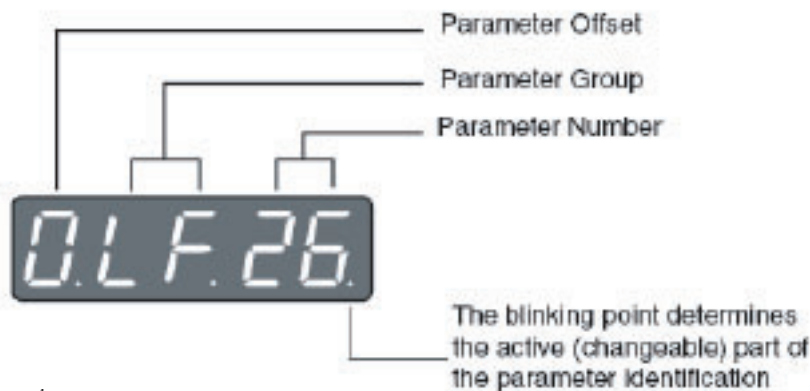 Parameter Offset
Parameter Group
Parameter Number
0.LF.26.
The blinking point determines
the active (changeable) part of
the parameter identification